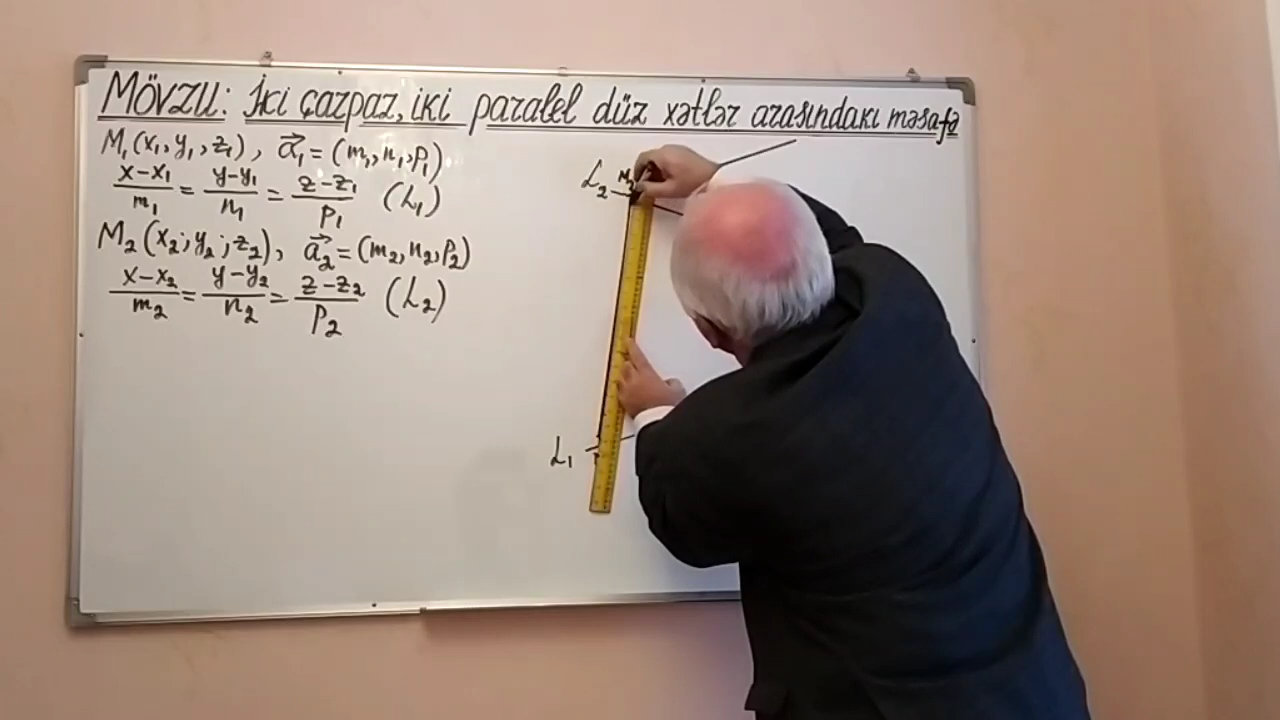 Mövzu: İki çarpaz, iki paralel düz xətlər arasındakı məsafə
M₁(x₁, y₁, z₁), a⃗₁ = (m₁, n₁, p₁)
(x-x₁)/m₁ = (y-y₁)/n₁ = (z-z₁)/p₁ (L₁)
M₂(x₂; y₂; z₂), a⃗₂ = (m₂, n₂, p₂)
(x-x₂)/m₂ = (y-y₂)/n₂ = (z-z₂)/p₂ (L₂)
L₂ M₂
L₁